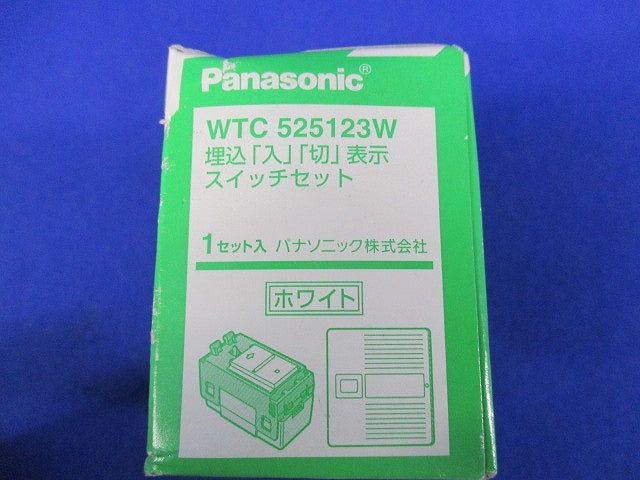 Panasonic®
WTC 525123W
埋込「入」「切」表示
スイッチセット
1セット入 パナソニック株式会社
ホワイト